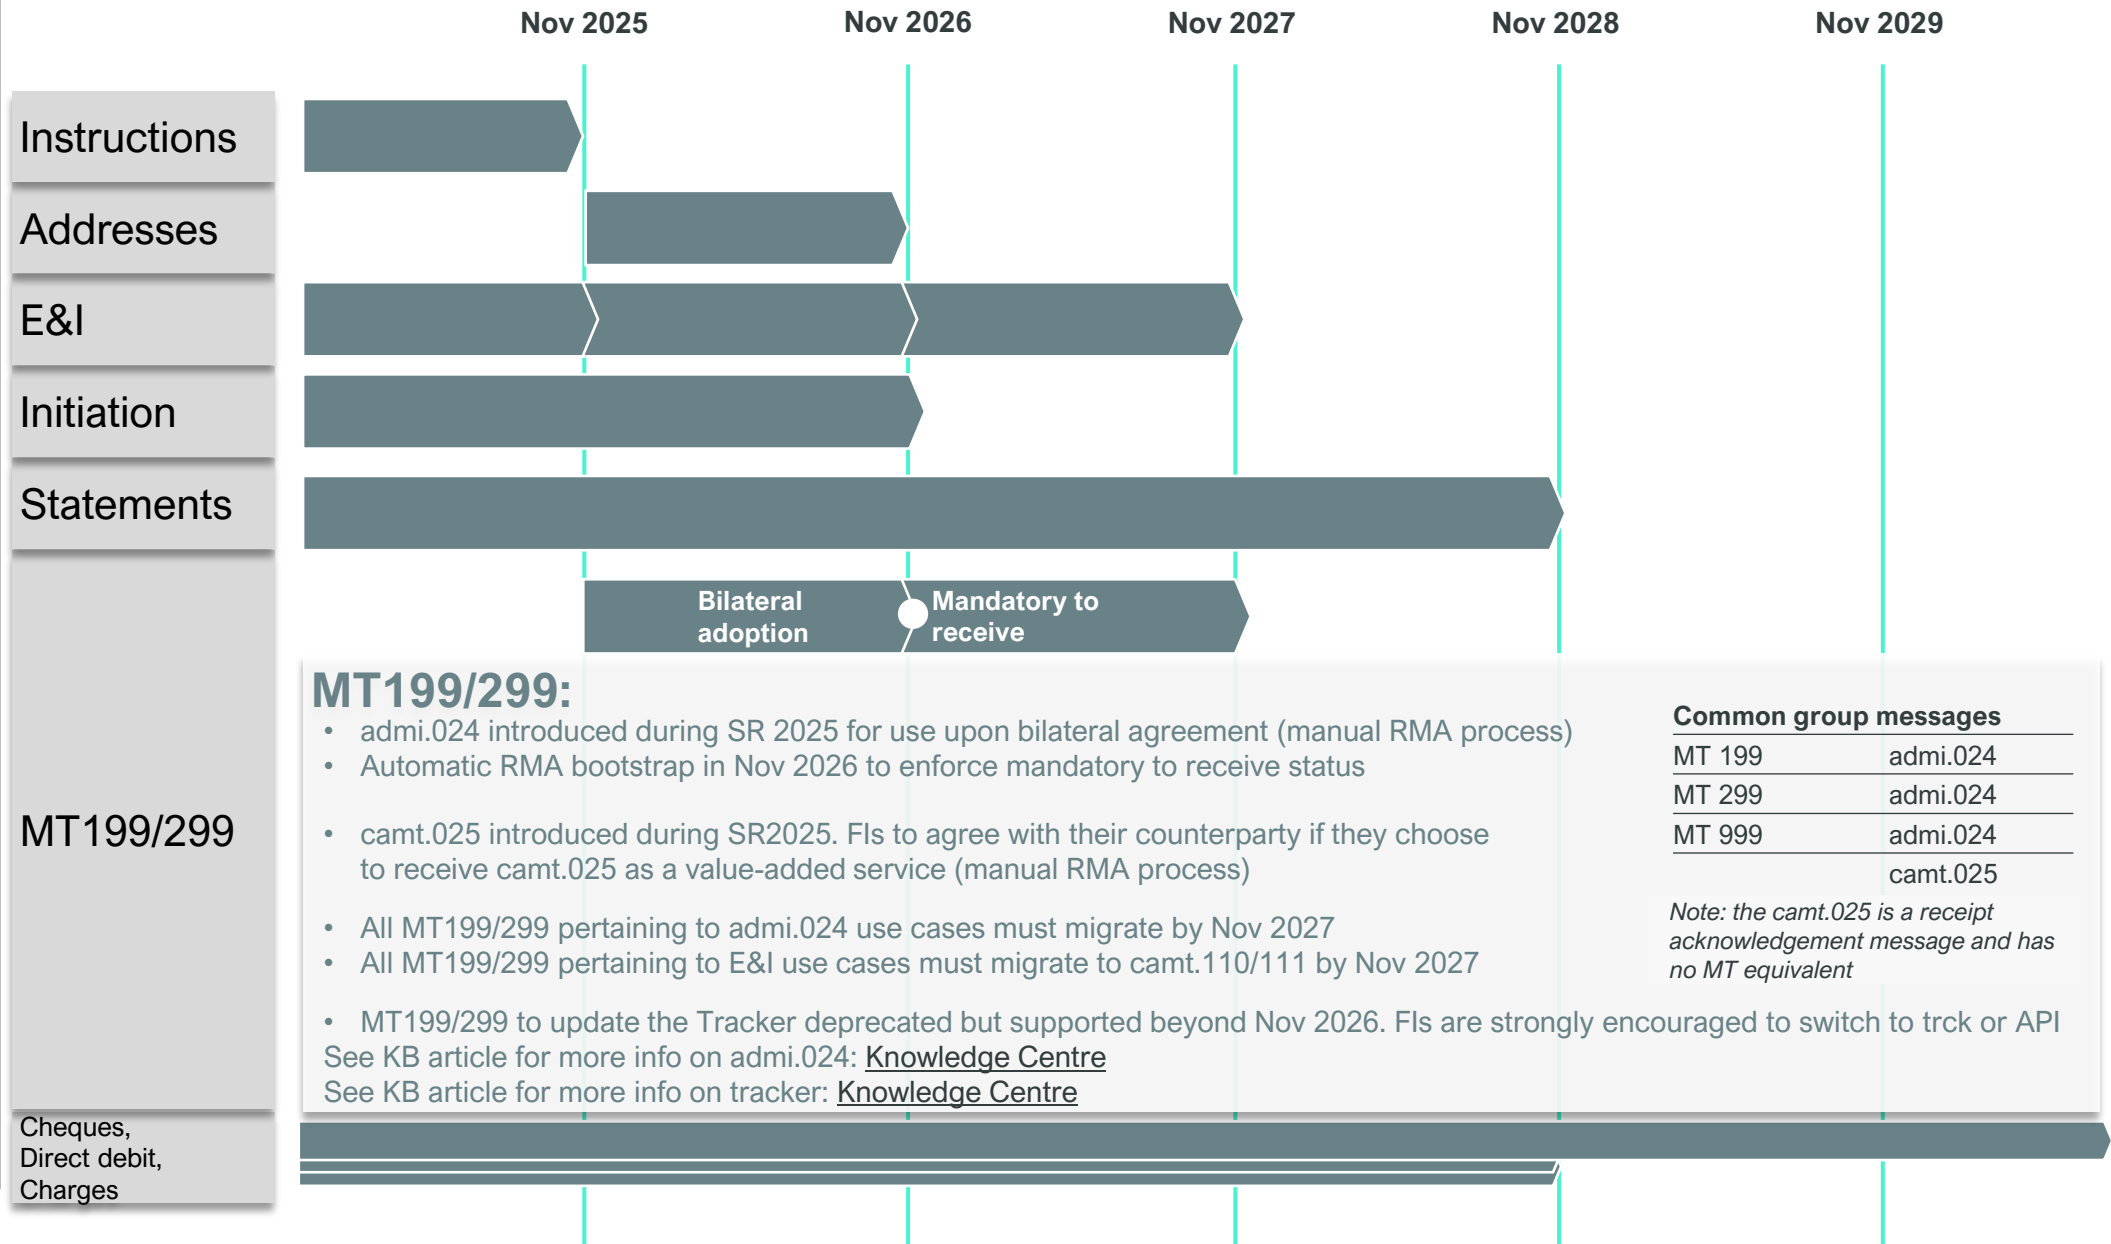 Nov 2025 Nov 2026 Nov 2027 Nov 2028 Nov 2029
Instructions
Addresses
E&I
Initiation
Statements
MT199/299
Bilateral
adoption
Mandatory to
receive
MT199/299:
• admi.024 introduced during SR 2025 for use upon bilateral agreement (manual RMA process)
• Automatic RMA bootstrap in Nov 2026 to enforce mandatory to receive status
• camt.025 introduced during SR2025. FIs to agree with their counterparty if they choose
to receive camt.025 as a value-added service (manual RMA process)
• All MT199/299 pertaining to admi.024 use cases must migrate by Nov 2027
• All MT199/299 pertaining to E&I use cases must migrate to camt.110/111 by Nov 2027
• MT199/299 to update the Tracker deprecated but supported beyond Nov 2026. FIs are strongly encouraged to switch to trck or API
See KB article for more info on admi.024: Knowledge Centre
See KB article for more info on tracker: Knowledge Centre
Common group messages
MT 199 admi.024
MT 299 admi.024
MT 999 admi.024
camt.025
Note: the camt.025 is a receipt
acknowledgement message and has
no MT equivalent
Cheques,
Direct debit,
Charges